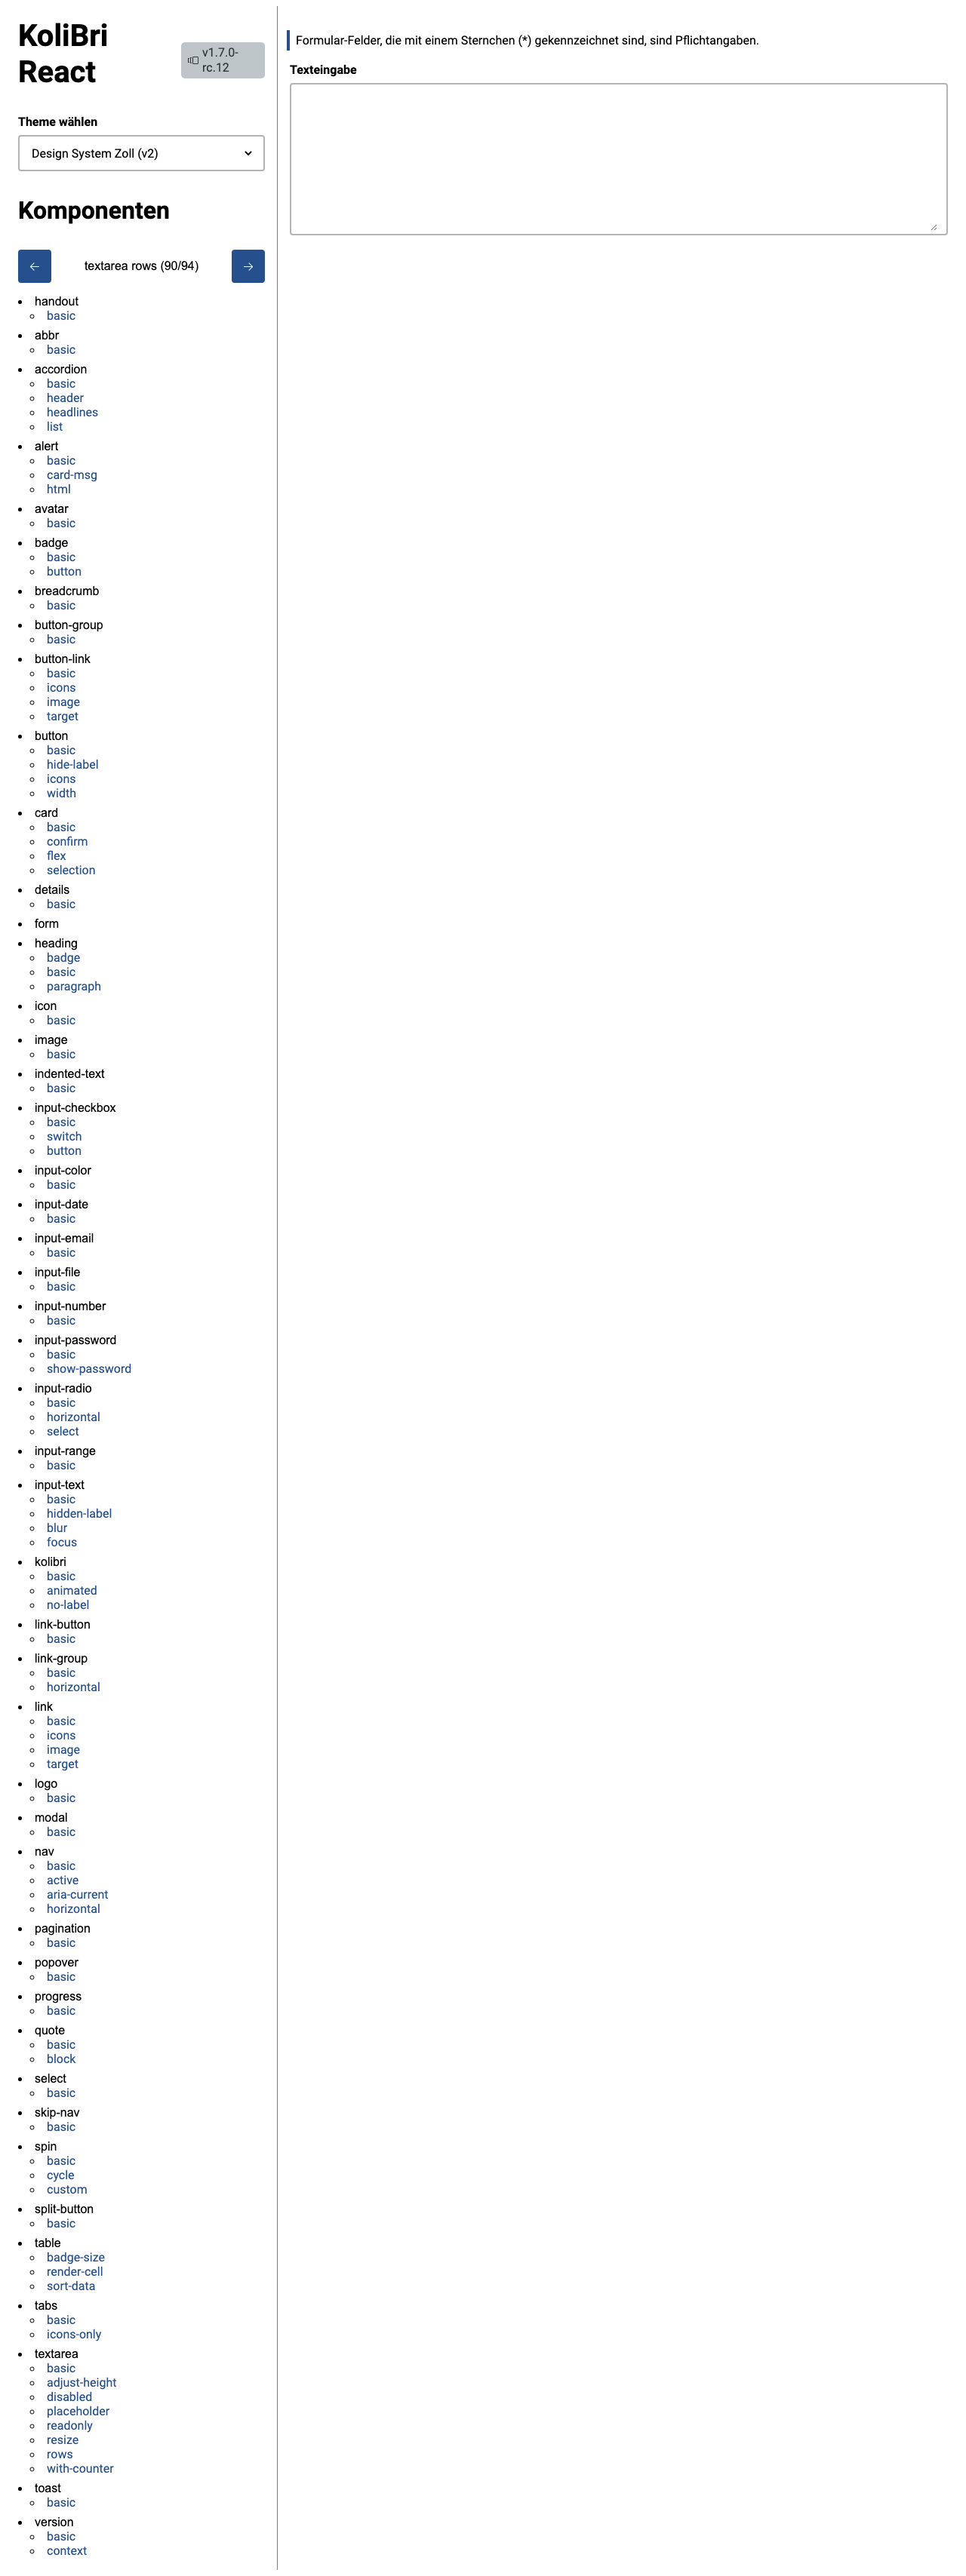 KoliBri
React
v1.7.0-
rc.12
Theme wählen
Design System Zoll (v2)
Komponenten
textarea rows (90/94)
handout
basic
abbr
basic
accordion
basic
header
headlines
list
alert
basic
card-msg
html
avatar
basic
badge
basic
button
breadcrumb
basic
button-group
basic
button-link
basic
icons
image
target
button
basic
hide-label
icons
width
card
basic
confirm
flex
selection
details
basic
form
heading
badge
basic
paragraph
icon
basic
image
basic
indented-text
basic
input-checkbox
basic
switch
button
input-color
basic
input-date
basic
input-email
basic
input-file
basic
input-number
basic
input-password
basic
show-password
input-radio
basic
horizontal
select
input-range
basic
input-text
basic
hidden-label
blur
focus
kolibri
basic
animated
no-label
link-button
basic
link-group
basic
horizontal
link
basic
icons
image
target
logo
basic
modal
basic
nav
basic
active
aria-current
horizontal
pagination
basic
popover
basic
progress
basic
quote
basic
block
select
basic
skip-nav
basic
spin
basic
cycle
custom
split-button
basic
table
badge-size
render-cell
sort-data
tabs
basic
icons-only
textarea
basic
adjust-height
disabled
placeholder
readonly
resize
rows
with-counter
toast
basic
version
basic
context
Formular-Felder, die mit einem Sternchen (*) gekennzeichnet sind, sind Pflichtangaben.
Texteingabe